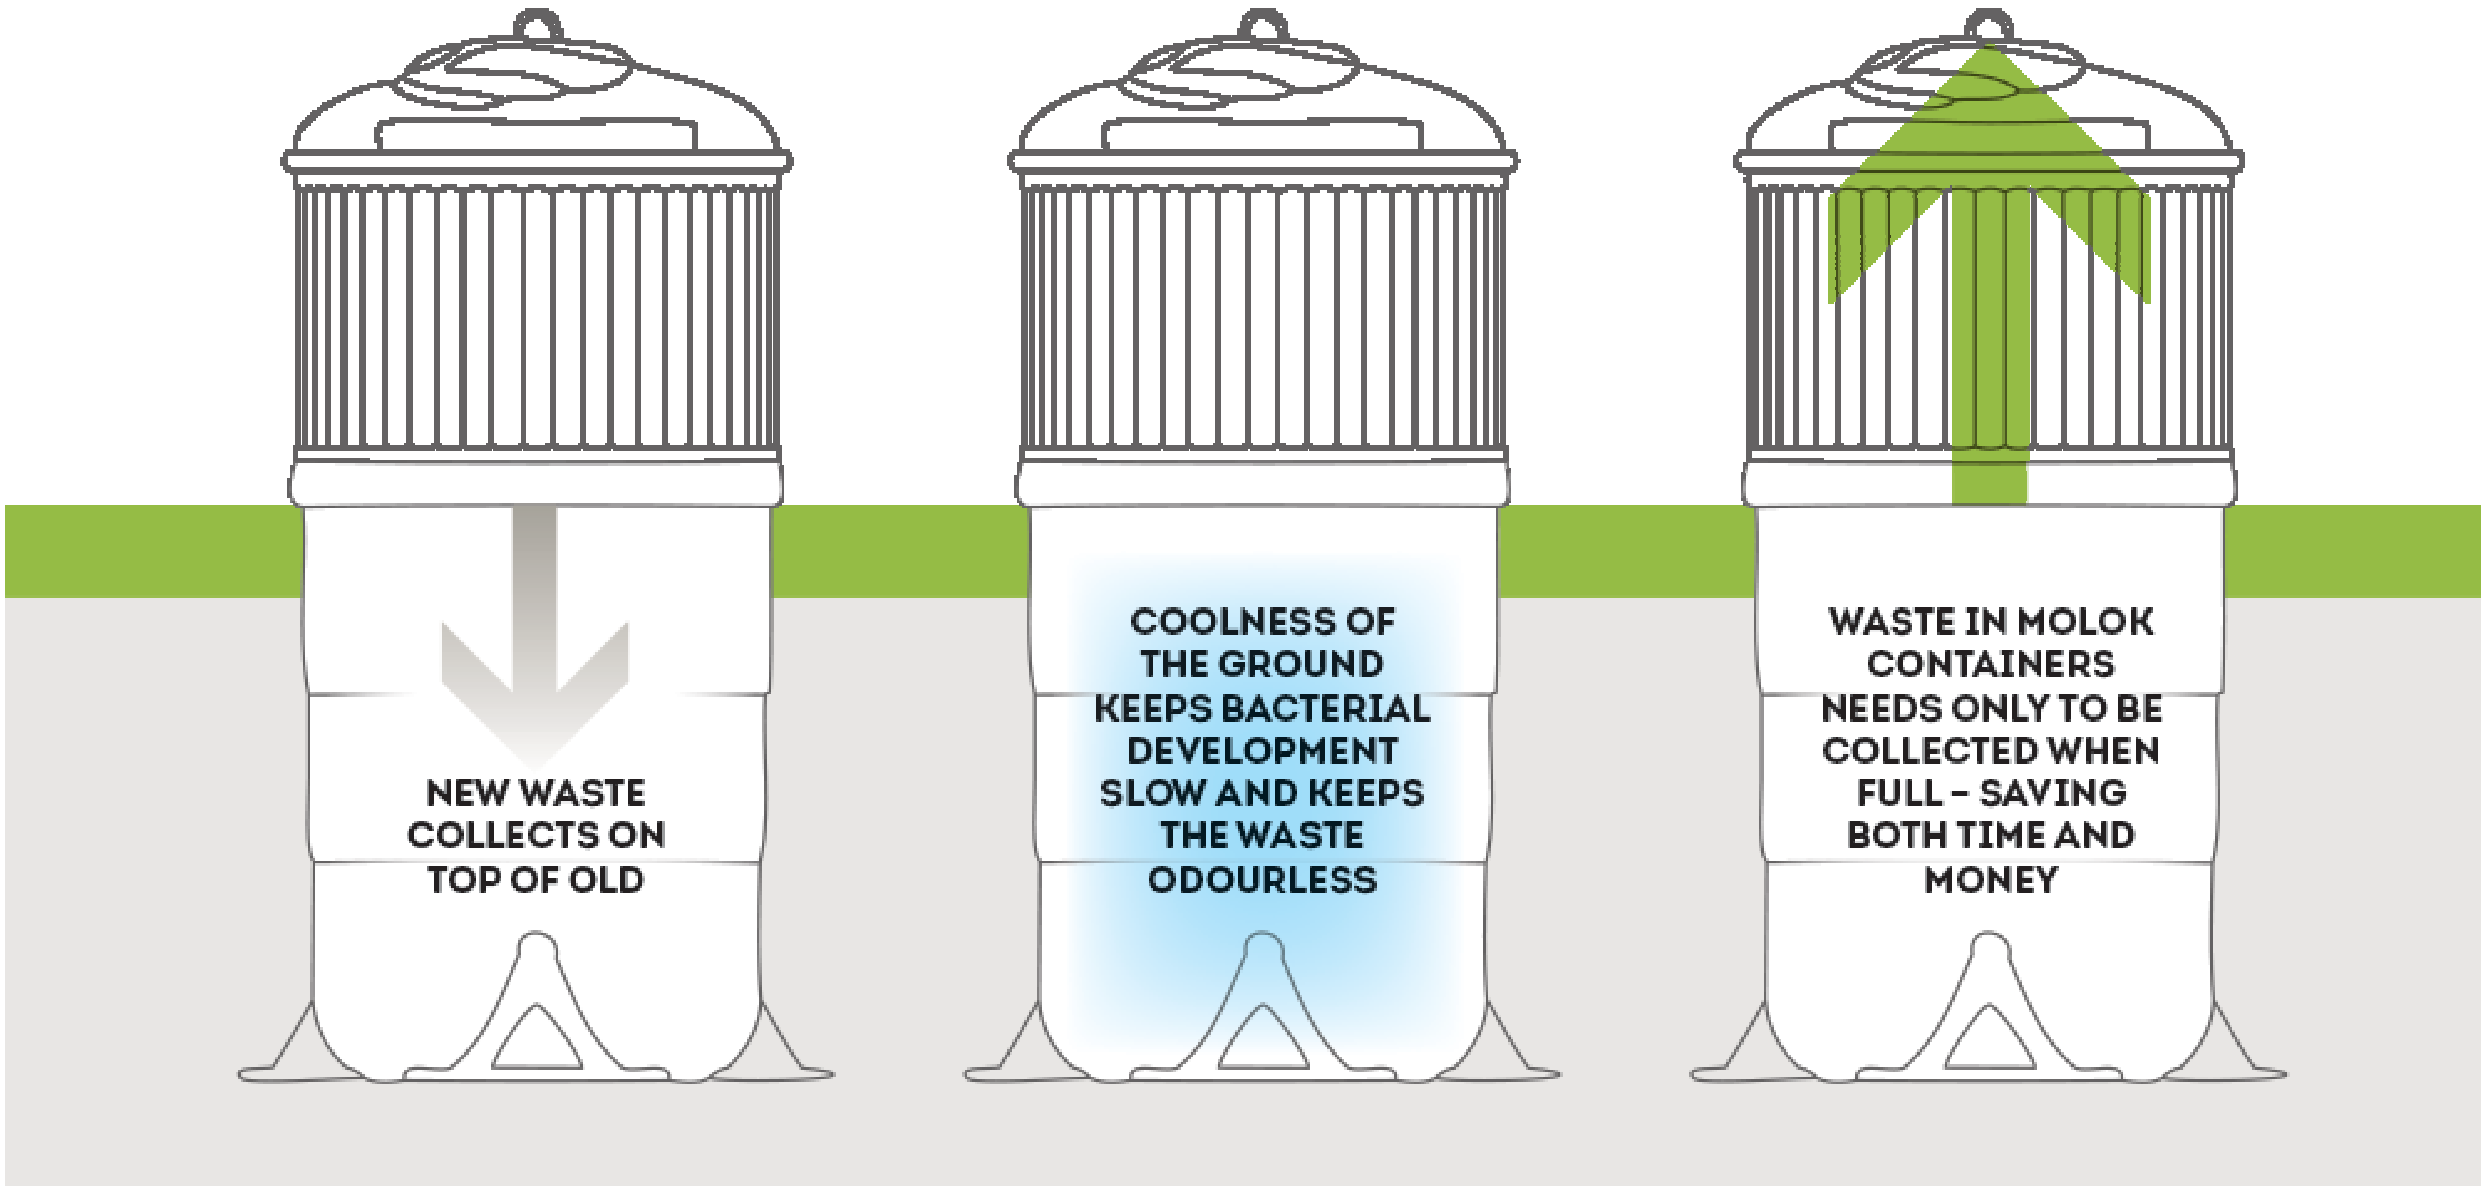 NEW WASTE
COLLECTS ON
TOP OF OLD
COOLNESS OF
THE GROUND
KEEPS BACTERIAL
DEVELOPMENT
SLOW AND KEEPS
THE WASTE
ODOURLESS
WASTE IN MOLOK
CONTAINERS
NEEDS ONLY TO BE
COLLECTED WHEN
FULL – SAVING
BOTH TIME AND
MONEY